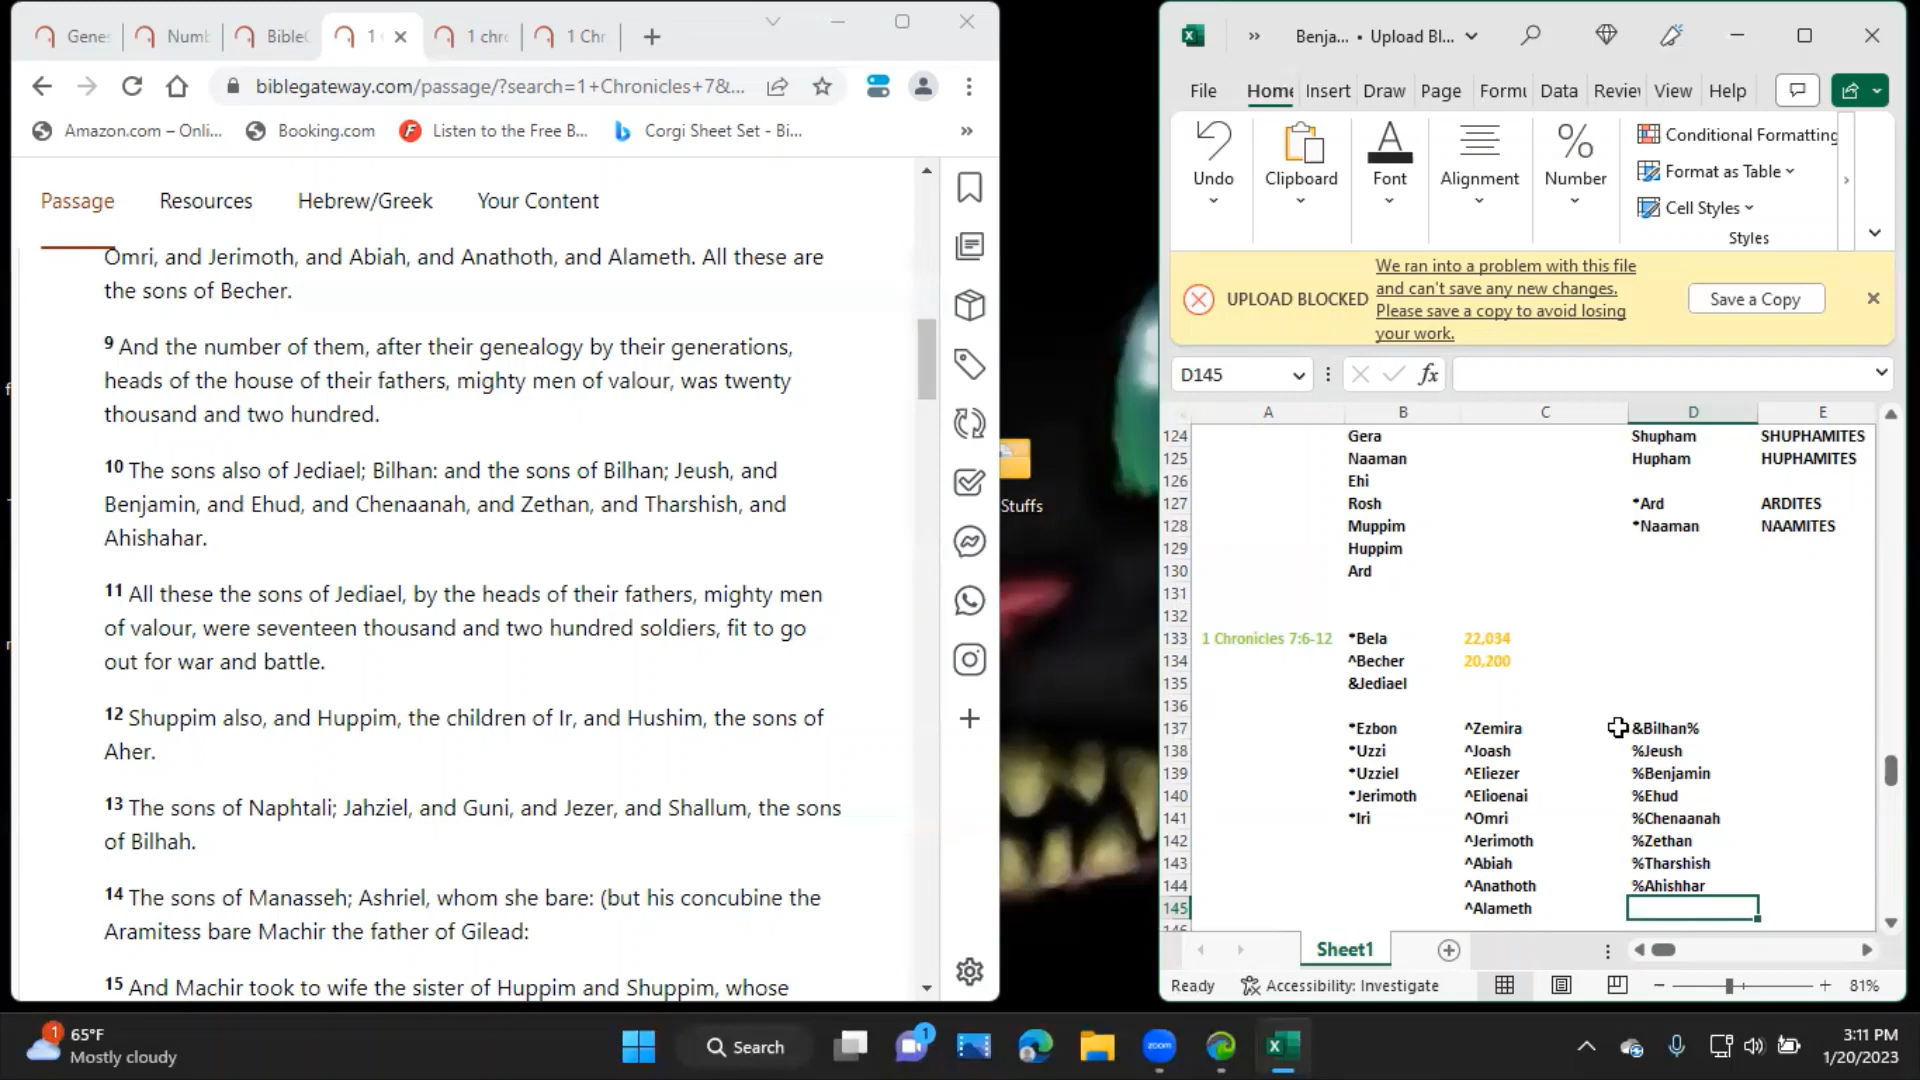 Gene:
Numb
BibleG
1 (
1 chro
1 Chr
biblegateway.com/passage/?search=1+Chronicles+7&...
Amazon.com – Onli...
Booking.com
Listen to the Free B...
Corgi Sheet Set - Bi...
»
Passage
Resources
Hebrew/Greek
Your Content
Omri, and Jerimoth, and Abiah, and Anathoth, and Alameth. All these are
the sons of Becher.
9 And the number of them, after their genealogy by their generations,
heads of the house of their fathers, mighty men of valour, was twenty
thousand and two hundred.
10 The sons also of Jediael; Bilhan: and the sons of Bilhan; Jeush, and
Benjamin, and Ehud, and Chenaanah, and Zethan, and Tharshish, and
Ahishahar.
11 All these the sons of Jediael, by the heads of their fathers, mighty men
of valour, were seventeen thousand and two hundred soldiers, fit to go
out for war and battle.
12 Shuppim also, and Huppim, the children of Ir, and Hushim, the sons of
Aher.
13 The sons of Naphtali; Jahziel, and Guni, and Jezer, and Shallum, the sons
of Bilhah.
14 The sons of Manasseh; Ashriel, whom she bare: (but his concubine the
Aramitess bare Machir the father of Gilead:
15 And Machir took to wife the sister of Huppim and Shuppim, whose
Stuffs
» Benja... • Upload Bl...
File Home Insert Draw Page Formu Data Review View Help
Undo
Clipboard
Font
Alignment
Number
Conditional Formatting
Format as Table
Cell Styles
Styles
UPLOAD BLOCKED
We ran into a problem with this file
and can't save any new changes.
Please save a copy to avoid losing
your work.
Save a Copy
D145
fx
A B C D E
124 Gera Shupham SHUPHAMITES
125 Naaman Hupham HUPHAMITES
126 Ehi
127 Rosh *Ard ARDITES
128 Muppim *Naaman NAAMITES
129 Huppim
130 Ard
131
132
133 1 Chronicles 7:6-12 *Bela 22,034
134 ^Becher 20,200
135 &Jediael
136
137 *Ezbon ^Zemira &Bilhan%
138 *Uzzi ^Joash %Jeush
139 *Uzziel ^Eliezer %Benjamin
140 *Jerimoth ^Elioenai %Ehud
141 *Iri ^Omri %Chenaanah
142 ^Jerimoth %Zethan
143 ^Abiah %Tharshish
144 ^Anathoth %Ahishhar
145 ^Alameth
146
Sheet1
Ready
Accessibility: Investigate
81%
1
65°F
Mostly cloudy
Search
1
zoom
3:11 PM
1/20/2023